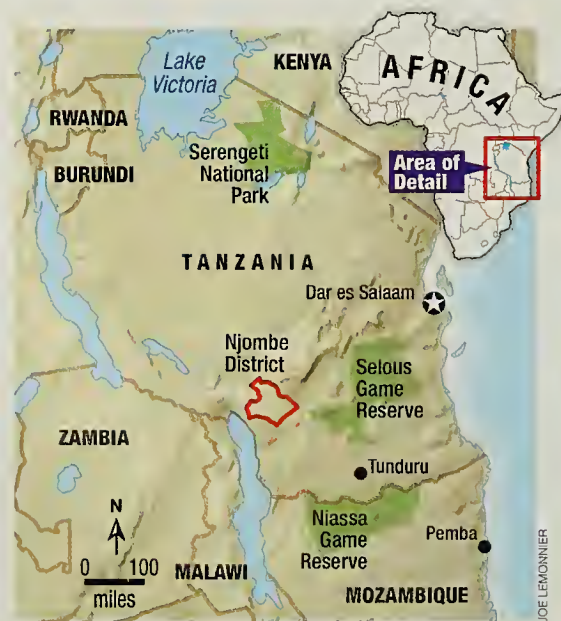 Lake
Victoria
KENYA
AFRICA
RWANDA
BURUNDI
Serengeti
National
Park
Area of
Detail
TANZANIA
Dar es Salaam
Njombe
District
Selous
Game
Reserve
ZAMBIA
Tunduru
N
0 100
miles
Niassa
Game
Reserve
Pemba
MALAWI
MOZAMBIQUE
JOE LEMONNIER